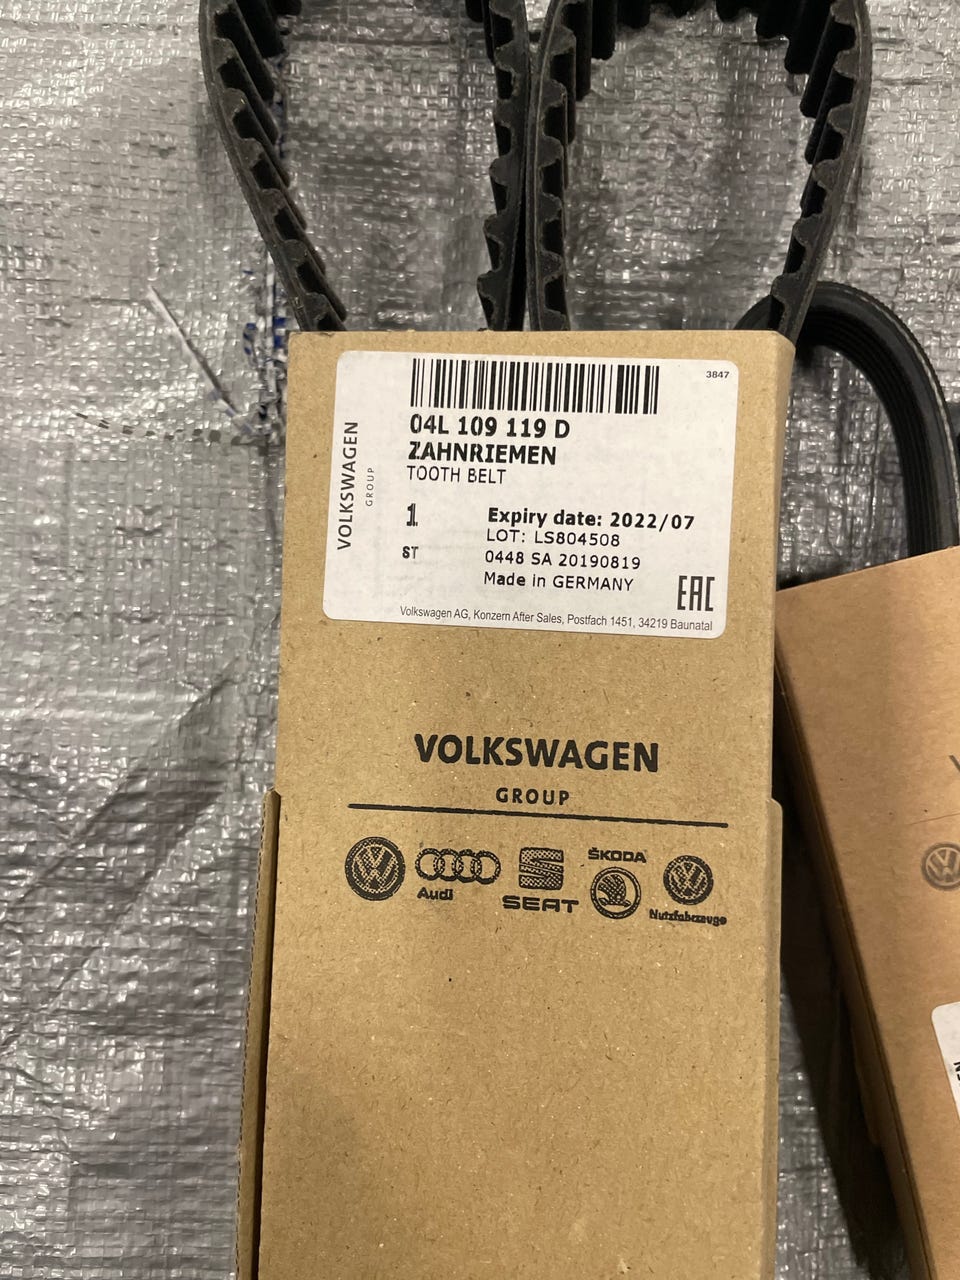 3847
04L 109 119 D
ZAHNRIEMEN
TOOTH BELT
VOLKSWAGEN
GROUP
1
ST
Expiry date: 2022/07
LOT: LS804508
0448 SA 20190819
Made in GERMANY
EAC
Volkswagen AG, Konzern After Sales, Postfach 1451, 34219 Baunatal
VOLKSWAGEN
GROUP
Audi
SEAT
ŠKODA
Nutzfahrzeuge